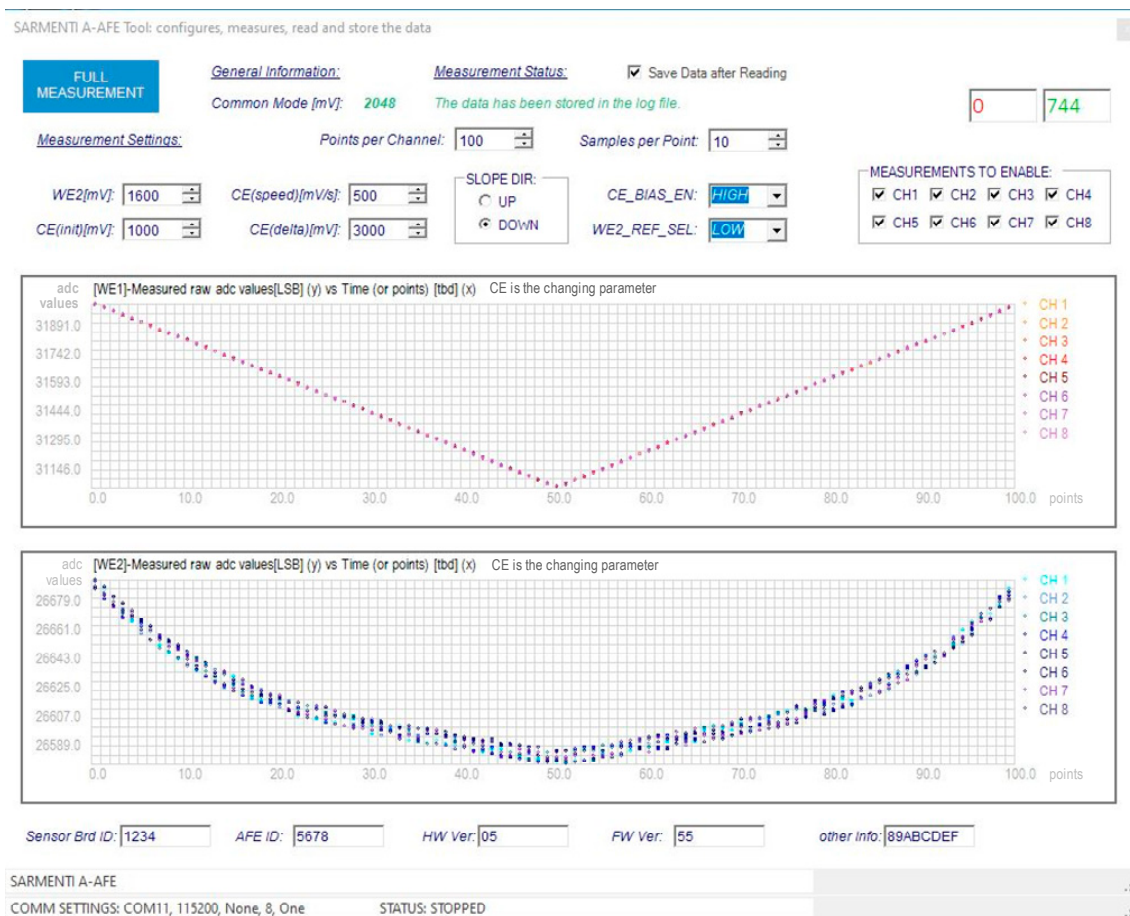 SARMENTI A-AFE Tool: configures, measures, read and store the data
FULL
MEASUREMENT
General Information:
Measurement Status:
Save Data after Reading
Common Mode [mV]: 2048
The data has been stored in the log file.
0
744
Measurement Settings:
Points per Channel: 100
Samples per Point: 10
WE2[mV]: 1600
CE(speed)[mV/s]: 500
SLOPE DIR:
UP
DOWN
CE_BIAS_EN: HIGH
CE(init)[mV]: 1000
CE(delta)[mV]: 3000
WE2_REF_SEL: LOW
MEASUREMENTS TO ENABLE:
CH1 CH2 CH3 CH4
CH5 CH6 CH7 CH8
adc
values
[WE1]-Measured raw adc values[LSB] (y) vs Time (or points) [tbd] (x) CE is the changing parameter
31891.0
31742.0
31593.0
31444.0
31295.0
31146.0
0.0 10.0 20.0 30.0 40.0 50.0 60.0 70.0 80.0 90.0 100.0 points
CH 1
CH 2
CH 3
CH 4
CH 5
CH 6
CH 7
CH 8
adc
values
[WE2]-Measured raw adc values[LSB] (y) vs Time (or points) [tbd] (x) CE is the changing parameter
26679.0
26661.0
26643.0
26625.0
26607.0
26589.0
0.0 10.0 20.0 30.0 40.0 50.0 60.0 70.0 80.0 90.0 100.0 points
CH 1
CH 2
CH 3
CH 4
CH 5
CH 6
CH 7
CH 8
Sensor Brd ID: 1234
AFE ID: 5678
HW Ver: 05
FW Ver: 55
other Info: 89ABCDEF
SARMENTI A-AFE
COMM SETTINGS: COM11, 115200, None, 8, One
STATUS: STOPPED